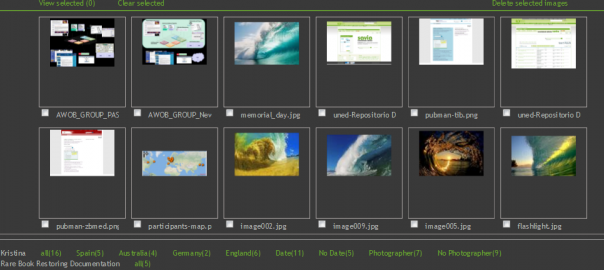 View selected (0) Clear selected Delete selected images
AWOB_GROUP_PAS AWOB_GROUP_Nev memorial_day.jpg uned-Repositorio D pubman-tib.png uned-Repositorio D
pubman-zbmed.pn participants-map.p image002.jpg image009.jpg image005.jpg flashlight.jpg
Kristina all(16) Spain(5) Australia(4) Germany(2) England(6) Date(11) No Date(5) Photographer(7) No Photographer(9)
Rare Book Restoring Documentation all(5)